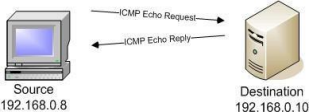 ICMP Echo Request
ICMP Echo Reply
Source
192.168.0.8
Destination
192.168.0.10